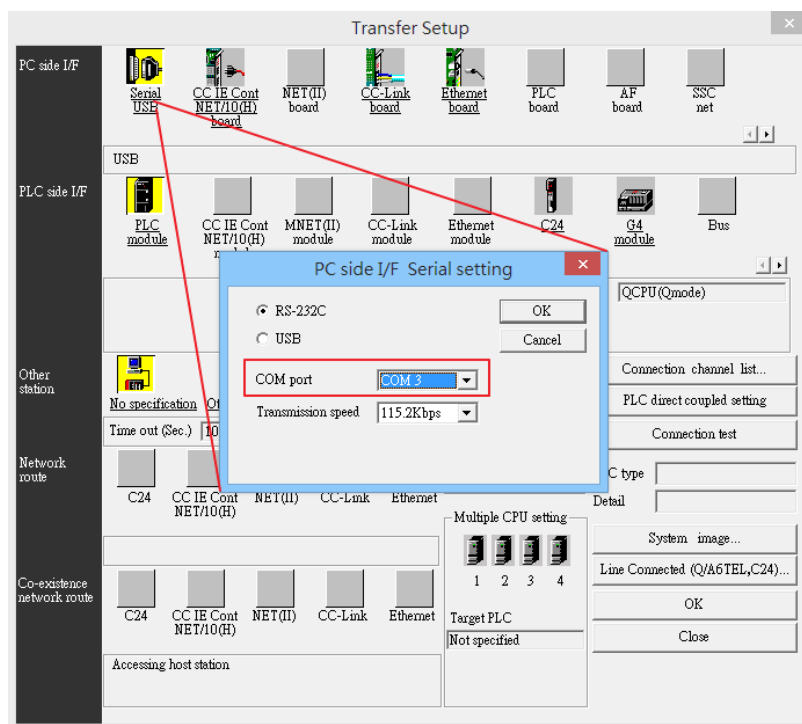 Transfer Setup
PC side I/F
Serial
USB
CC IE Cont
NET/10(H)
board
NET(II)
board
CC-Link
board
Ethernet
board
PLC
board
AF
board
SSC
net
USB
PLC side I/F
PLC
module
CC IE Cont
NET/10(H)
MNET(II)
module
CC-Link
module
Ethernet
module
C24
G4
module
Bus
QCPU(Qmode)
PC side I/F Serial setting
RS-232C
USB
OK
Cancel
COM port
COM 3
Transmission speed
115.2Kbps
Other
station
No specification
Time out (Sec.)
10
Connection channel list...
PLC direct coupled setting
Connection test
C type
Detail
System image...
Line Connected (Q/A6TEL,C24)...
OK
Close
Network
route
C24
CC IE Cont
NET/10(H)
NET(II)
CC-Link
Ethernet
Multiple CPU setting
1 2 3 4
Target PLC
Not specified
Co-existence
network route
C24
CC IE Cont
NET/10(H)
NET(II)
CC-Link
Ethernet
Accessing host station